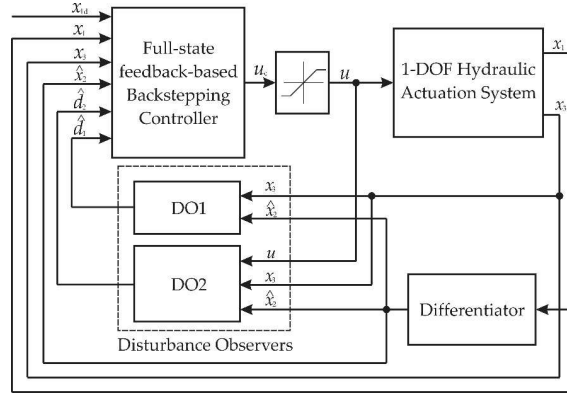 x₁d
x₁
x₃
x̂₂
d̂₂
d̂₁
Full-state
feedback-based
Backstepping
Controller
uₛ
u
1-DOF Hydraulic
Actuation System
x₁
x₃
DO1
x₃
x̂₂
DO2
u
x₃
x̂₂
Disturbance Observers
Differentiator